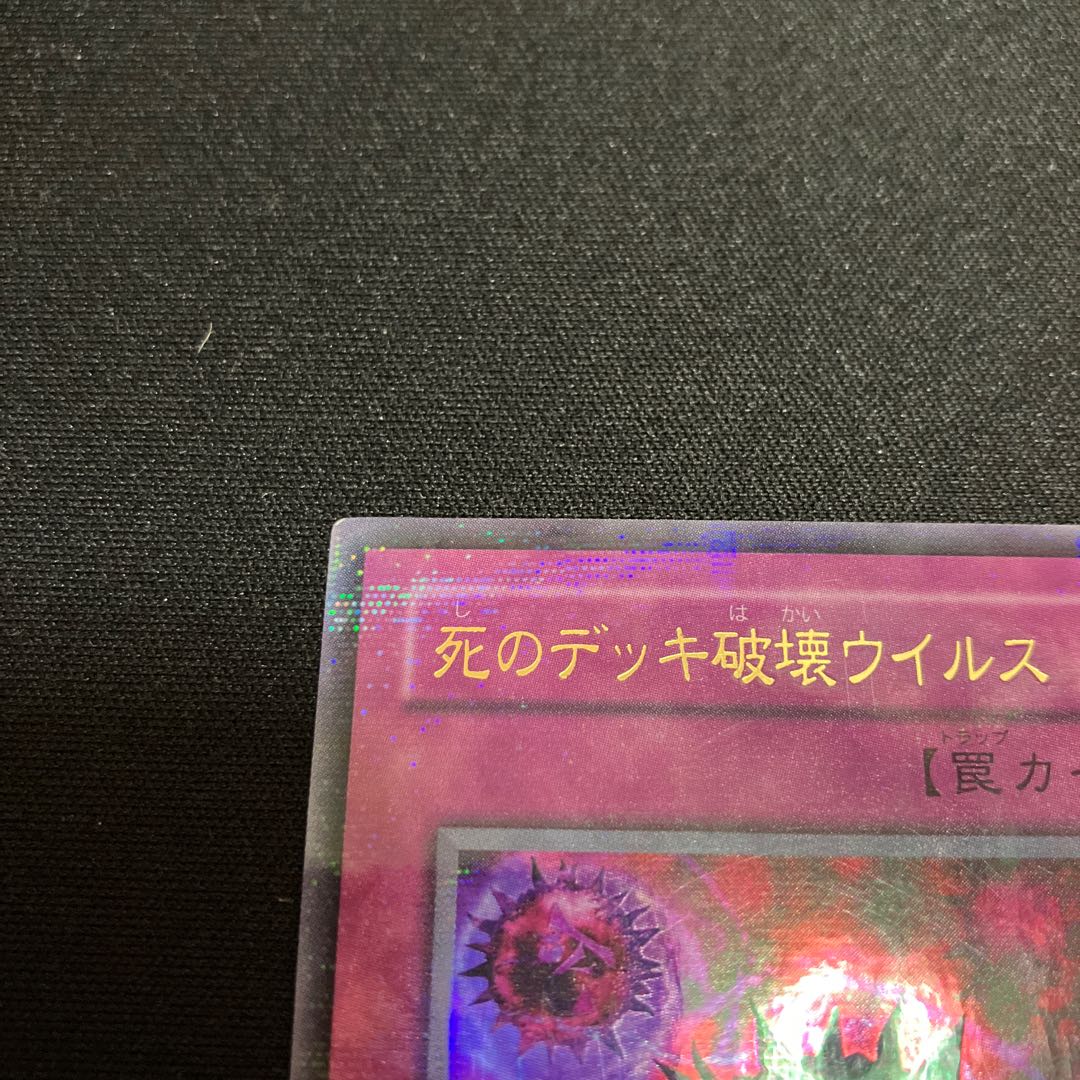 し は かい
死のデッキ破壊ウイルス
トラップ
【罠カー